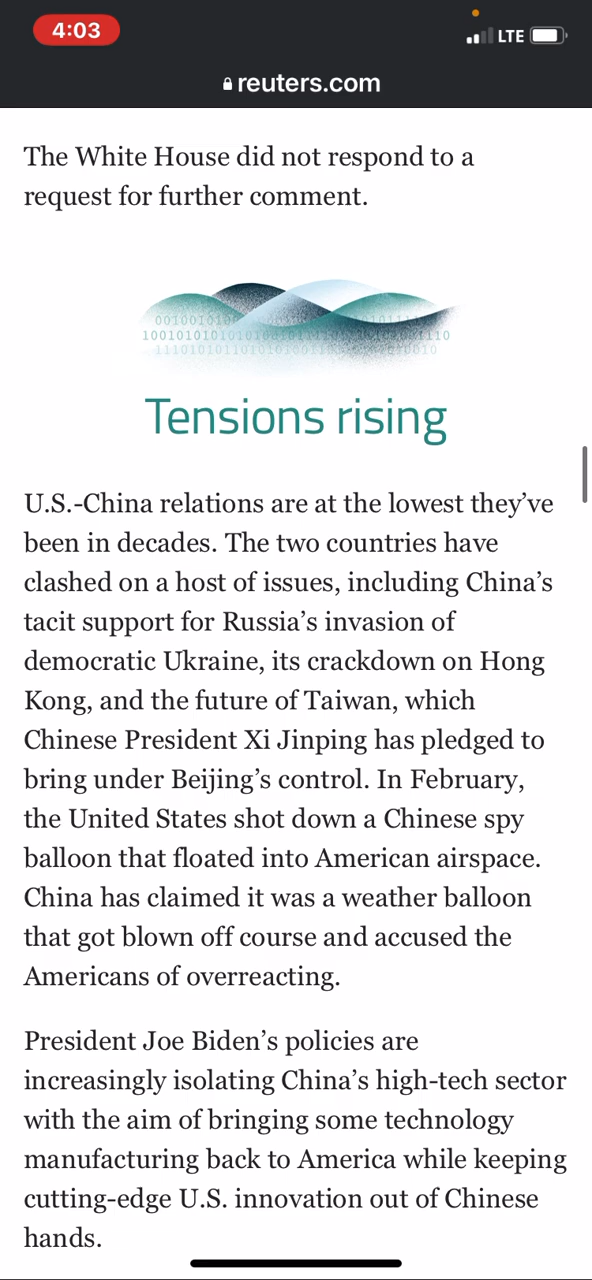 4:03
LTE
reuters.com
The White House did not respond to a
request for further comment.
Tensions rising
U.S.-China relations are at the lowest they’ve
been in decades. The two countries have
clashed on a host of issues, including China’s
tacit support for Russia’s invasion of
democratic Ukraine, its crackdown on Hong
Kong, and the future of Taiwan, which
Chinese President Xi Jinping has pledged to
bring under Beijing’s control. In February,
the United States shot down a Chinese spy
balloon that floated into American airspace.
China has claimed it was a weather balloon
that got blown off course and accused the
Americans of overreacting.
President Joe Biden’s policies are
increasingly isolating China’s high-tech sector
with the aim of bringing some technology
manufacturing back to America while keeping
cutting-edge U.S. innovation out of Chinese
hands.